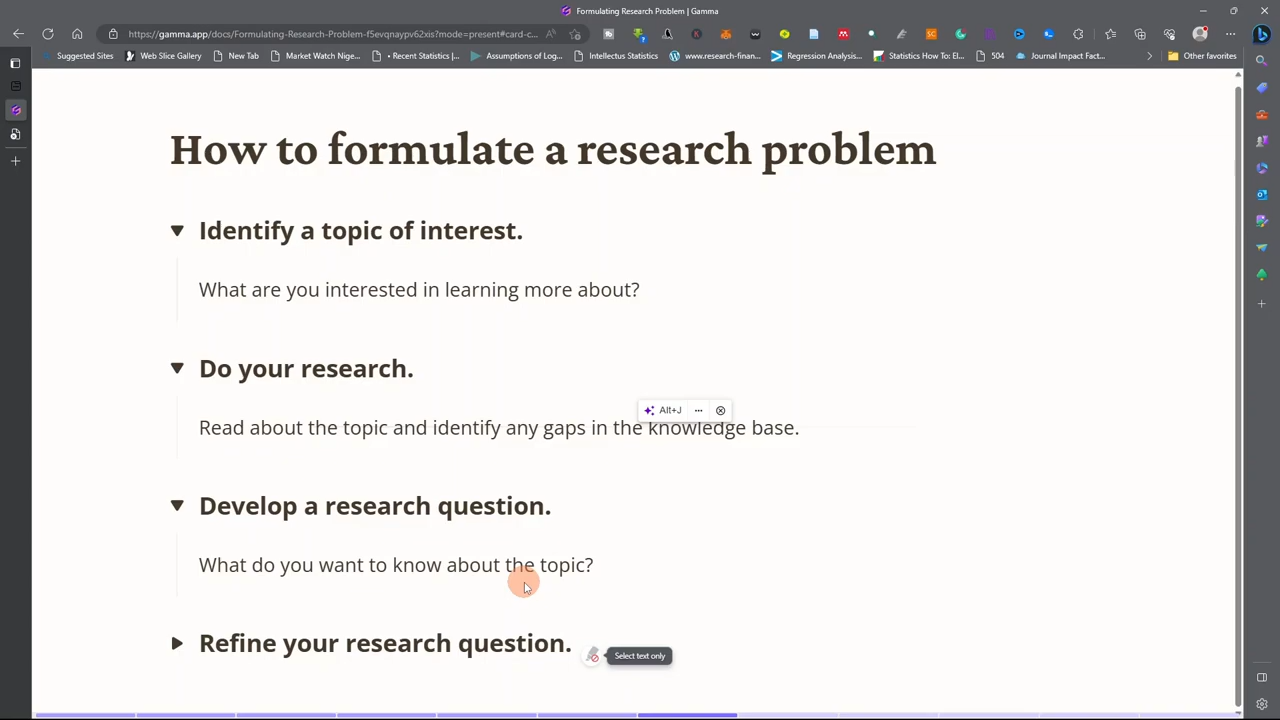 Formulating Research Problem | Gamma
https://gamma.app/docs/Formulating-Research-Problem-f5evqnaypv62xis?mode=present#card-c...
Suggested Sites
Web Slice Gallery
New Tab
Market Watch Nige...
• Recent Statistics |...
Assumptions of Log...
Intellectus Statistics
www.research-finan...
Regression Analysis...
Statistics How To: El...
504
Journal Impact Fact...
Other favorites
How to formulate a research problem
Identify a topic of interest.
What are you interested in learning more about?
Do your research.
Alt+J
Read about the topic and identify any gaps in the knowledge base.
Develop a research question.
What do you want to know about the topic?
Refine your research question.
Select text only